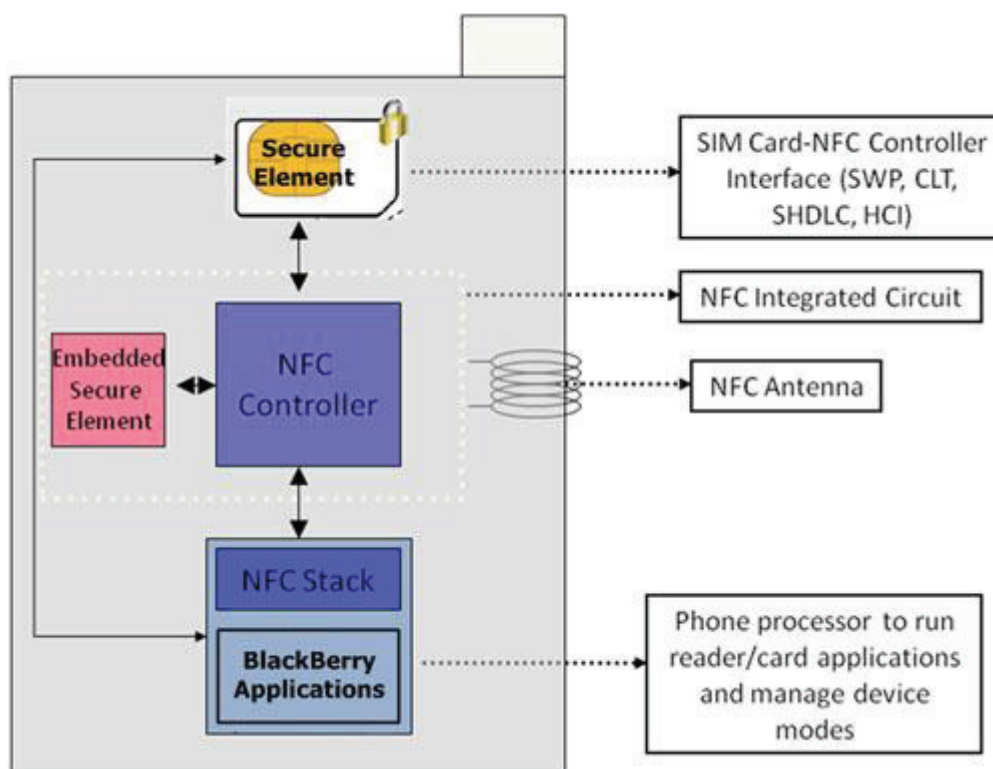 Secure
Element
SIM Card-NFC Controller
Interface (SWP, CLT,
SHDLC, HCI)
NFC Integrated Circuit
Embedded
Secure
Element
NFC
Controller
NFC Antenna
NFC Stack
BlackBerry
Applications
Phone processor to run
reader/card applications
and manage device
modes